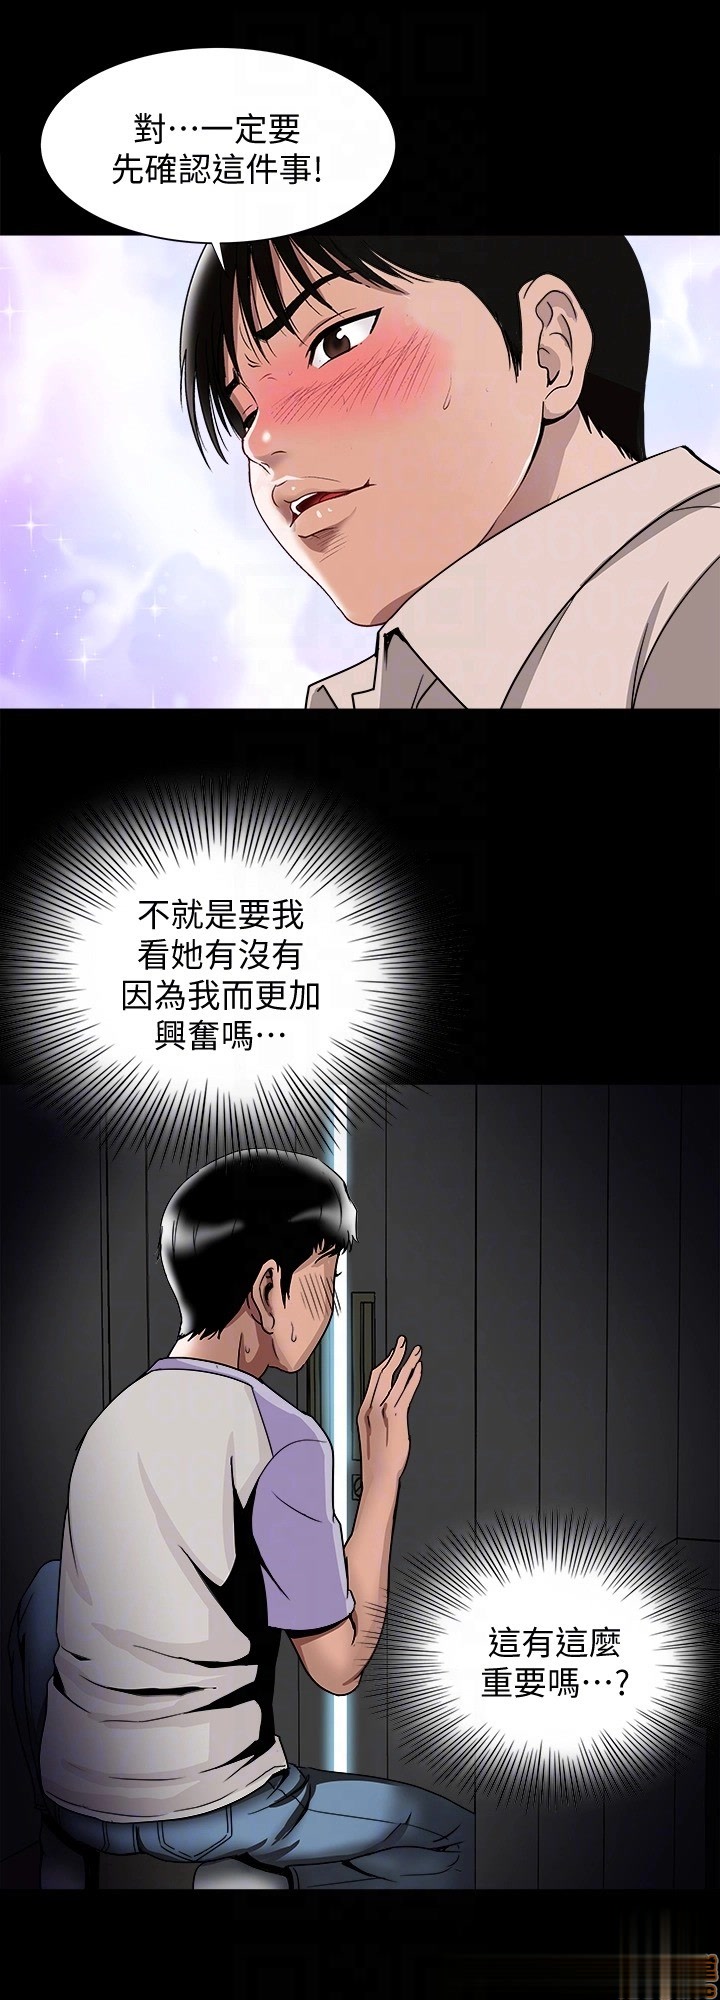 對⋯一定要
先確認這件事!
不就是要我
看她有沒有
因為我而更加
興奮嗎⋯
這有這麼
重要嗎⋯?